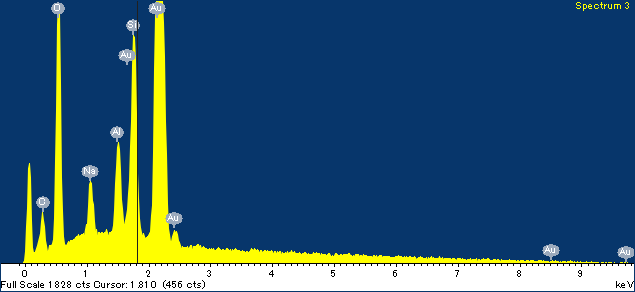 Spectrum 3
O
Au
Si
Au
Al
Na
C
Au
Au
Au
0 1 2 3 4 5 6 7 8 9
Full Scale 1828 cts Cursor: 1.810 (456 cts)
keV